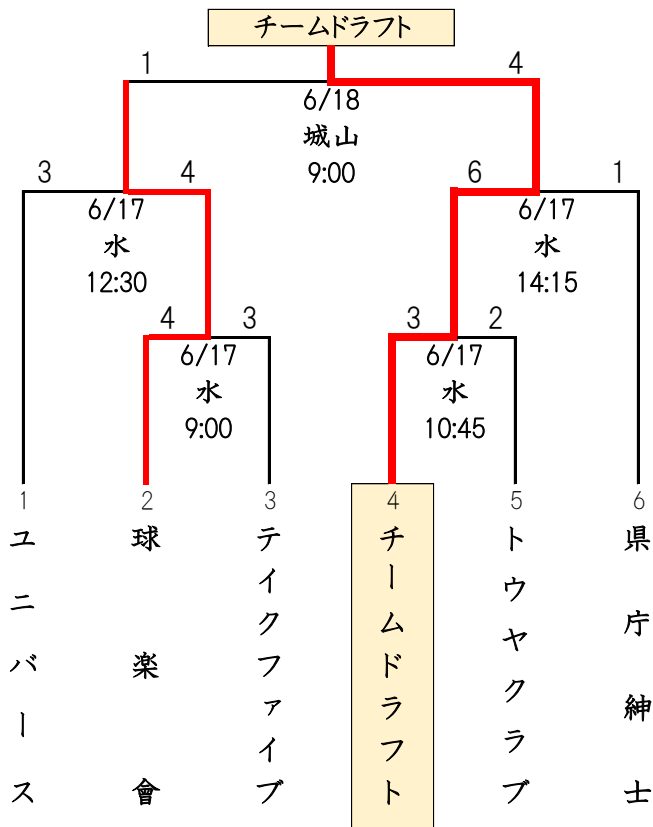 チームドラフト
1
4
6/18
城山
9:00
3
4
6
1
6/17
水
12:30
6/17
水
14:15
4
3
3
2
6/17
水
9:00
6/17
水
10:45
1
2
3
4
5
6
ユニバース
球楽會
テイクファイブ
チームドラフト
トウヤクラブ
県庁紳士